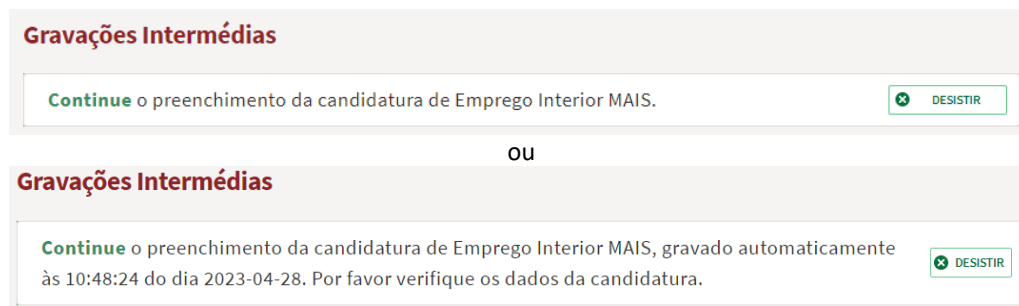 Gravações Intermédias
Continue o preenchimento da candidatura de Emprego Interior MAIS.
DESISTIR
ou
Gravações Intermédias
Continue o preenchimento da candidatura de Emprego Interior MAIS, gravado automaticamente
às 10:48:24 do dia 2023-04-28. Por favor verifique os dados da candidatura.
DESISTIR